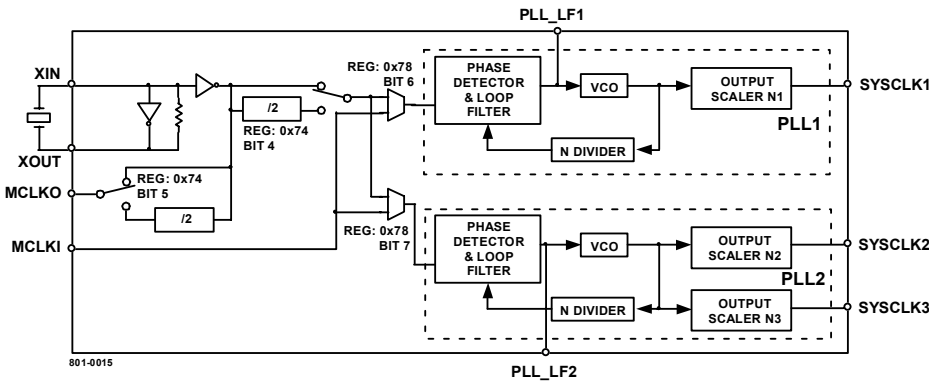 PLL_LF1
XIN
XOUT
MCLKO
MCLKI
REG: 0x78
BIT 6
/2
REG: 0x74
BIT 4
REG: 0x74
BIT 5
/2
REG: 0x78
BIT 7
PHASE
DETECTOR
& LOOP
FILTER
VCO
N DIVIDER
OUTPUT
SCALER N1
PLL1
SYSCLK1
PHASE
DETECTOR
& LOOP
FILTER
VCO
N DIVIDER
OUTPUT
SCALER N2
PLL2
OUTPUT
SCALER N3
SYSCLK2
SYSCLK3
801-0015
PLL_LF2